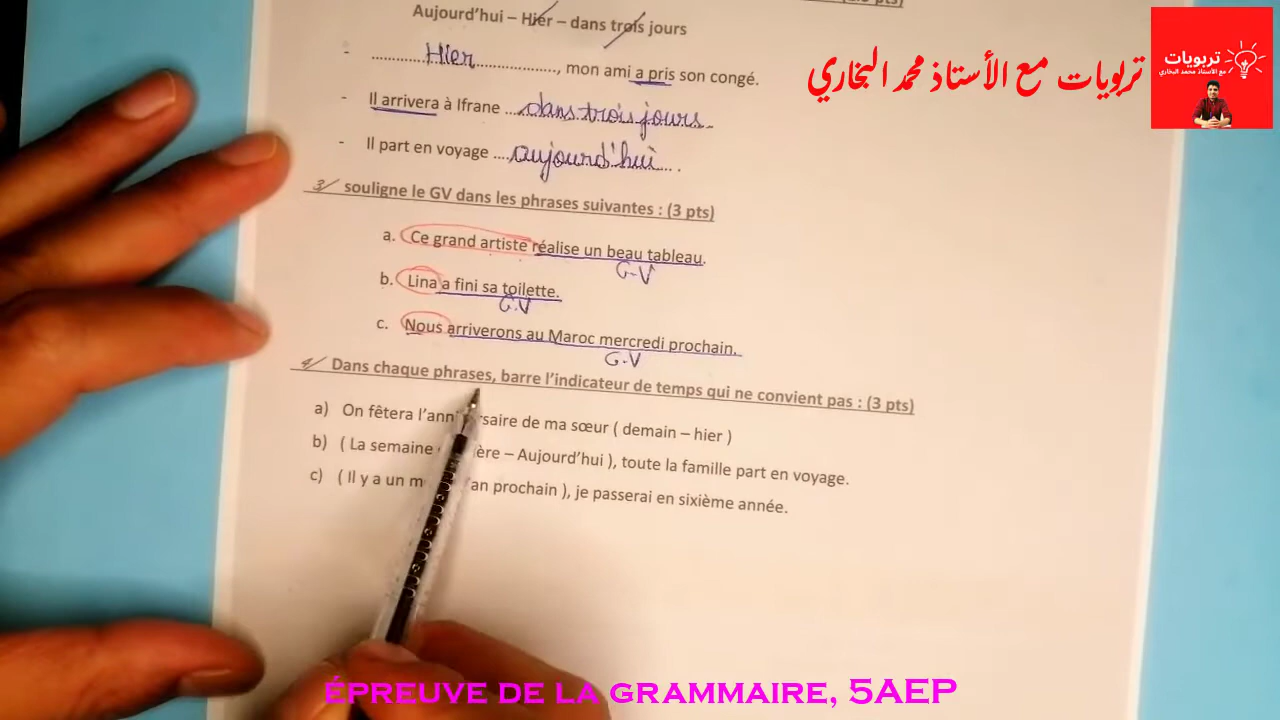 Aujourd'hui – Hier – dans trois jours
- ..............Hier...................., mon ami a pris son congé.
- Il arrivera à Ifrane ....dans trois jours..
- Il part en voyage ....aujourd'hui.... .
3/ souligne le GV dans les phrases suivantes : (3 pts)
a. Ce grand artiste réalise un beau tableau.
G-V
b. Lina a fini sa toilette.
G.V
c. Nous arriverons au Maroc mercredi prochain.
G-V
4/ Dans chaque phrases, barre l'indicateur de temps qui ne convient pas : (3 pts)
a) On fêtera de ma sœur ( demain – hier )
b) ( La semaine – Aujourd'hui ), toute la famille part en voyage.
c) ( Il y a un prochain ), je passerai en sixième année.
تربويات مع الأستاذ محمد البخاري
تربويات
مع الاستاذ محمد البخاري
ÉPREUVE DE LA GRAMMAIRE, 5AEP